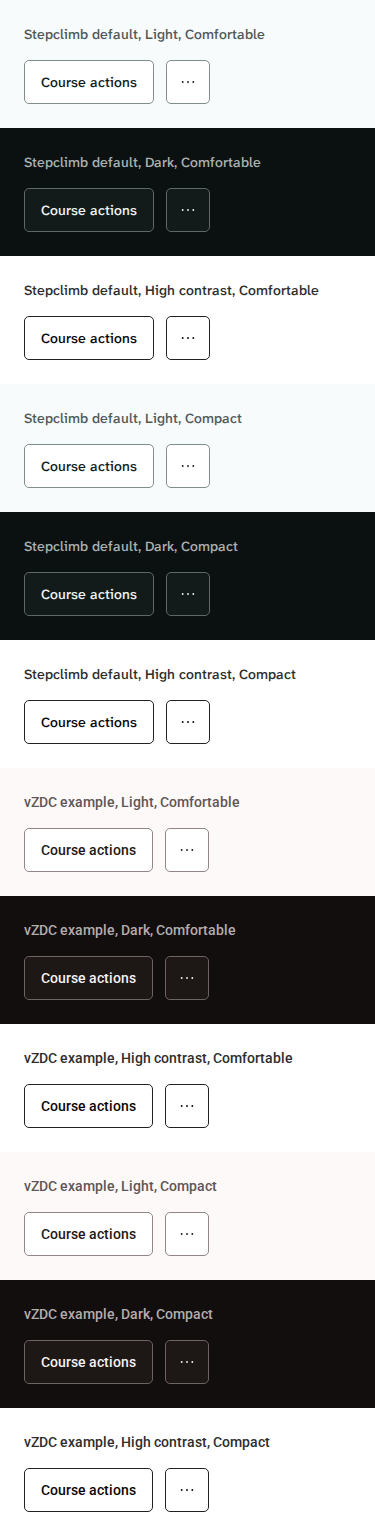 Stepclimb default, Light, Comfortable
Course actions ···
Stepclimb default, Dark, Comfortable
Course actions ···
Stepclimb default, High contrast, Comfortable
Course actions ···
Stepclimb default, Light, Compact
Course actions ···
Stepclimb default, Dark, Compact
Course actions ···
Stepclimb default, High contrast, Compact
Course actions ···
vZDC example, Light, Comfortable
Course actions ···
vZDC example, Dark, Comfortable
Course actions ···
vZDC example, High contrast, Comfortable
Course actions ···
vZDC example, Light, Compact
Course actions ···
vZDC example, Dark, Compact
Course actions ···
vZDC example, High contrast, Compact
Course actions ···